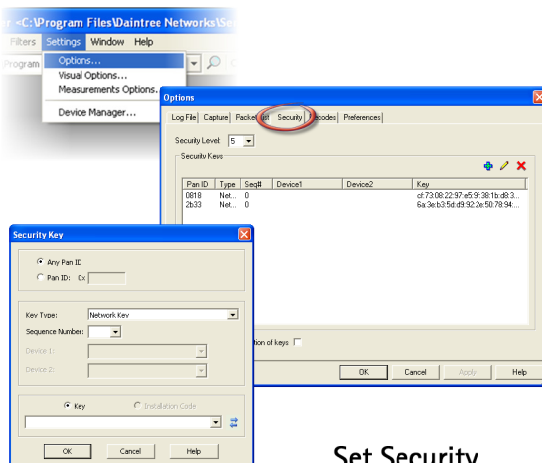 er <C:\Program Files\Daintree Networks\Se
Filters Settings Window Help
Program
Options...
Visual Options...
Measurements Options...
Device Manager...
Options
Log File Capture Packet List Security Decodes Preferences
Security Level: 5
Security Keys
Pan ID Type Seq# Device1 Device2 Key
0818 Net... 0 cf:73:08:22:97:e5:9:38:1b:d8:3...
2b33 Net... 0 6a:3e:b3:5d:d9:92:2e:50:78:94:...
tion of keys
OK Cancel Apply Help
Security Key
Any Pan ID
Pan ID: 0x
Key Type: Network Key
Sequence Number:
Device 1:
Device 2:
Key Installation Code
OK Cancel Help
Set Security